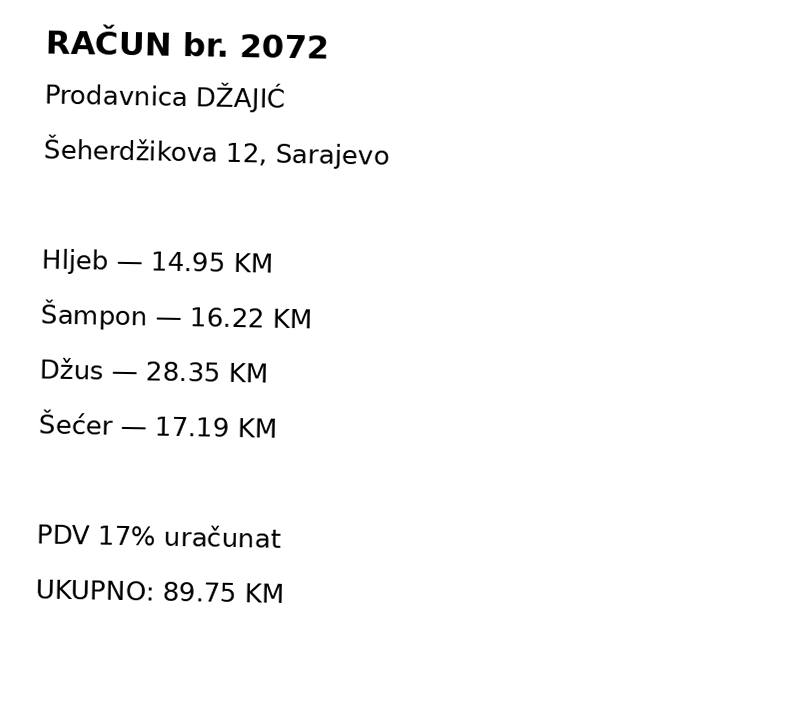 RAČUN br. 2072
Prodavnica DŽAJIĆ
Šeherdžikova 12, Sarajevo
Hljeb — 14.95 KM
Šampon — 16.22 KM
Džus — 28.35 KM
Šećer — 17.19 KM
PDV 17% uračunat
UKUPNO: 89.75 KM